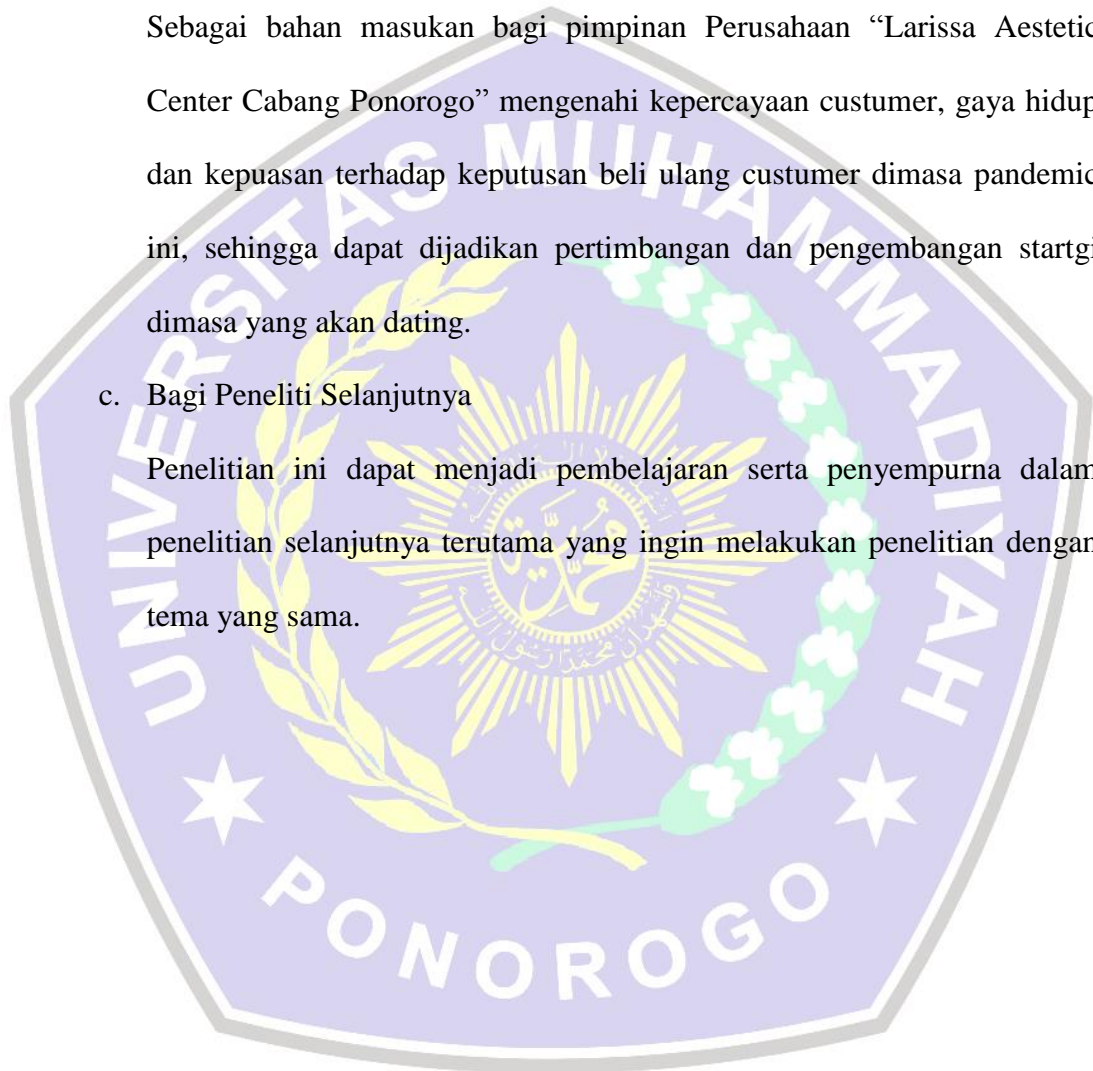 Sebagai bahan masukan bagi pimpinan Perusahaan “Larissa Aestetic
Center Cabang Ponorogo” mengenahi kepercayaan custumer, gaya hidup
dan kepuasan terhadap keputusan beli ulang custumer dimasa pandemic
ini, sehingga dapat dijadikan pertimbangan dan pengembangan startgi
dimasa yang akan dating.
c. Bagi Peneliti Selanjutnya
Penelitian ini dapat menjadi pembelajaran serta penyempurna dalam
penelitian selanjutnya terutama yang ingin melakukan penelitian dengan
tema yang sama.
UNIVERSITAS MUHAMMADIYAH
PONOROGO
محمد